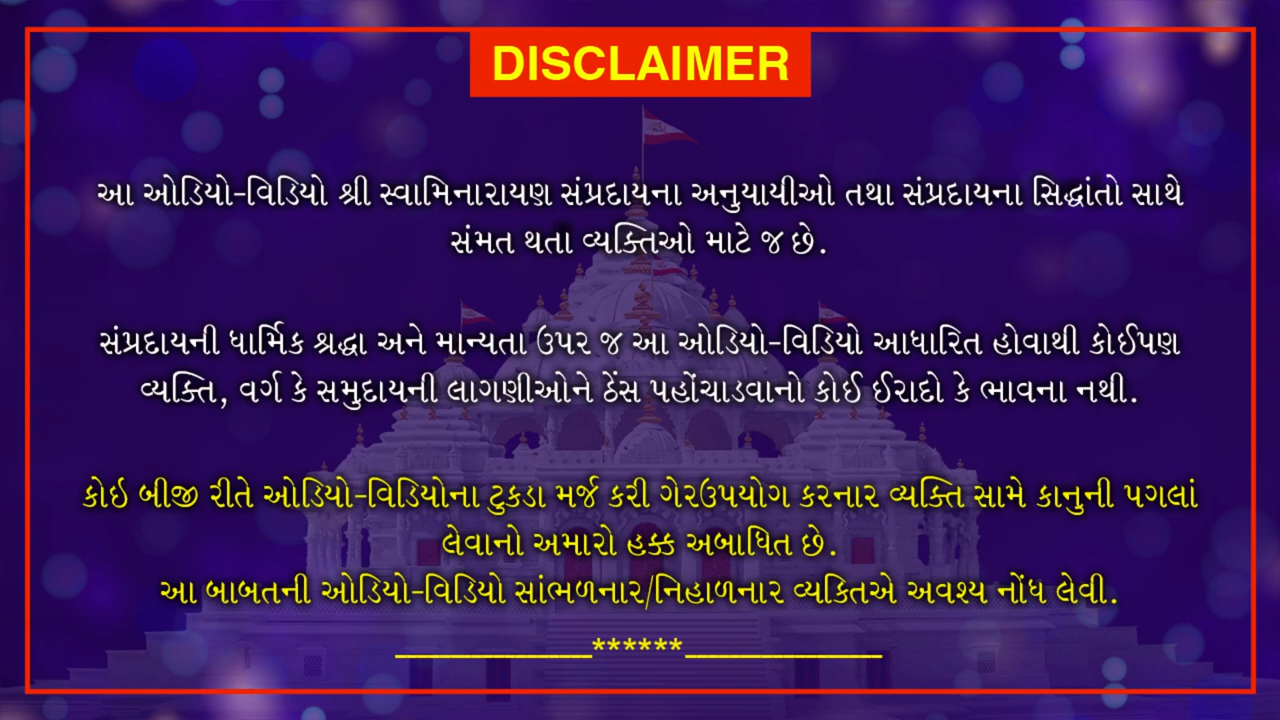 DISCLAIMER
આ ઓડિયો-વિડિયો શ્રી સ્વામિનારાયણ સંપ્રદાયના અનુયાયીઓ તથા સંપ્રદાયના સિદ્ધાંતો સાથે
સંમત થતા વ્યક્તિઓ માટે જ છે.
સંપ્રદાયની ધાર્મિક શ્રદ્ધા અને માન્યતા ઉપર જ આ ઓડિયો-વિડિયો આધારિત હોવાથી કોઈપણ
વ્યક્તિ, વર્ગ કે સમુદાયની લાગણીઓને ઠેંસ પહોંચાડવાનો કોઈ ઈરાદો કે ભાવના નથી.
કોઇ બીજી રીતે ઓડિયો-વિડિયોના ટુકડા મર્જ કરી ગેરઉપયોગ કરનાર વ્યક્તિ સામે કાનુની પગલાં
લેવાનો અમારો હક્ક અબાધિત છે.
આ બાબતની ઓડિયો-વિડિયો સાંભળનાર/નિહાળનાર વ્યકિતએ અવશ્ય નોંધ લેવી.
_________________******_________________